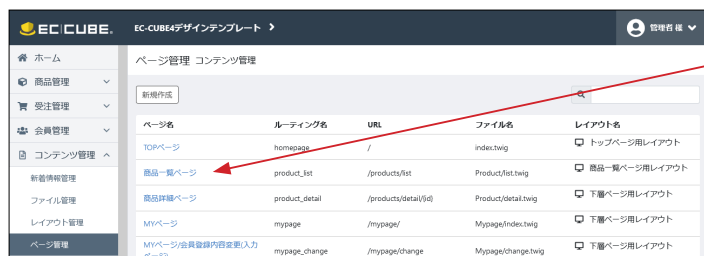 EC CUBE. EC-CUBE4デザインテンプレート 管理者 様
ホーム
商品管理
受注管理
会員管理
コンテンツ管理
新着情報管理
ファイル管理
レイアウト管理
ページ管理
ページ管理 コンテンツ管理
新規作成
ページ名 ルーティング名 URL ファイル名 レイアウト名
TOPページ homepage / index.twig トップページ用レイアウト
商品一覧ページ product_list /products/list Product/list.twig 商品一覧ページ用レイアウト
商品詳細ページ product_detail /products/detail/{id} Product/detail.twig 下層ページ用レイアウト
MYページ mypage /mypage/ Mypage/index.twig 下層ページ用レイアウト
MYページ/会員登録内容変更(入力 mypage_change /mypage/change Mypage/change.twig 下層ページ用レイアウト